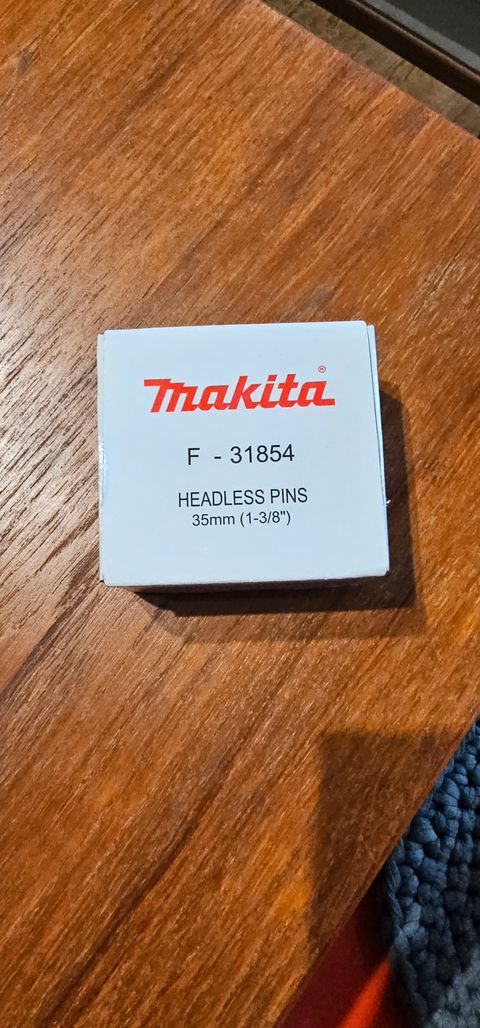 makita®
F - 31854
HEADLESS PINS
35mm (1-3/8")